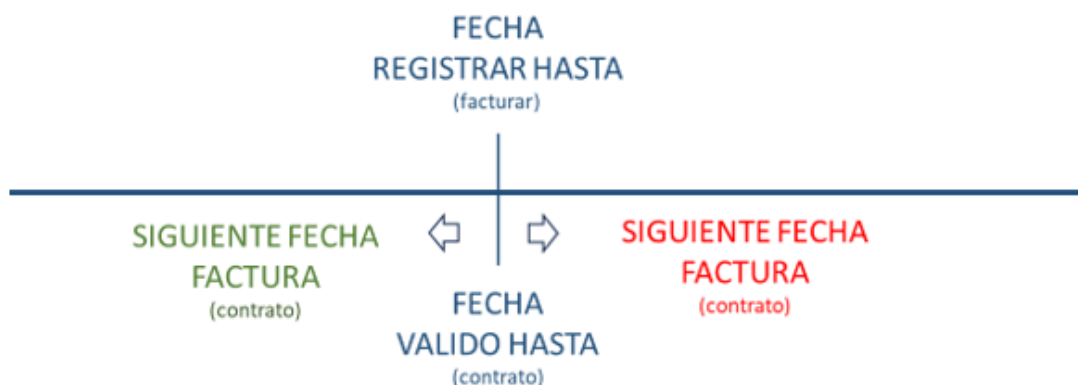 FECHA
REGISTRAR HASTA
(facturar)
SIGUIENTE FECHA
FACTURA
(contrato)
SIGUIENTE FECHA
FACTURA
(contrato)
FECHA
VALIDO HASTA
(contrato)